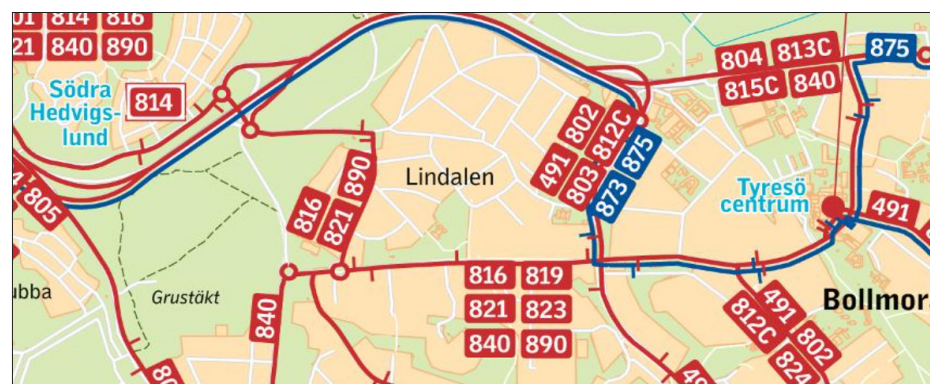 814 816
840 890
Södra
Hedvigs-
lund
814
805
816
821
890
Lindalen
491 802
803 812C
873 875
804 813C
815C 840
875
Tyresö
centrum
491
ubba
Grustäkt
840
816 819
821 823
840 890
Bollmor
491 802
812C 824